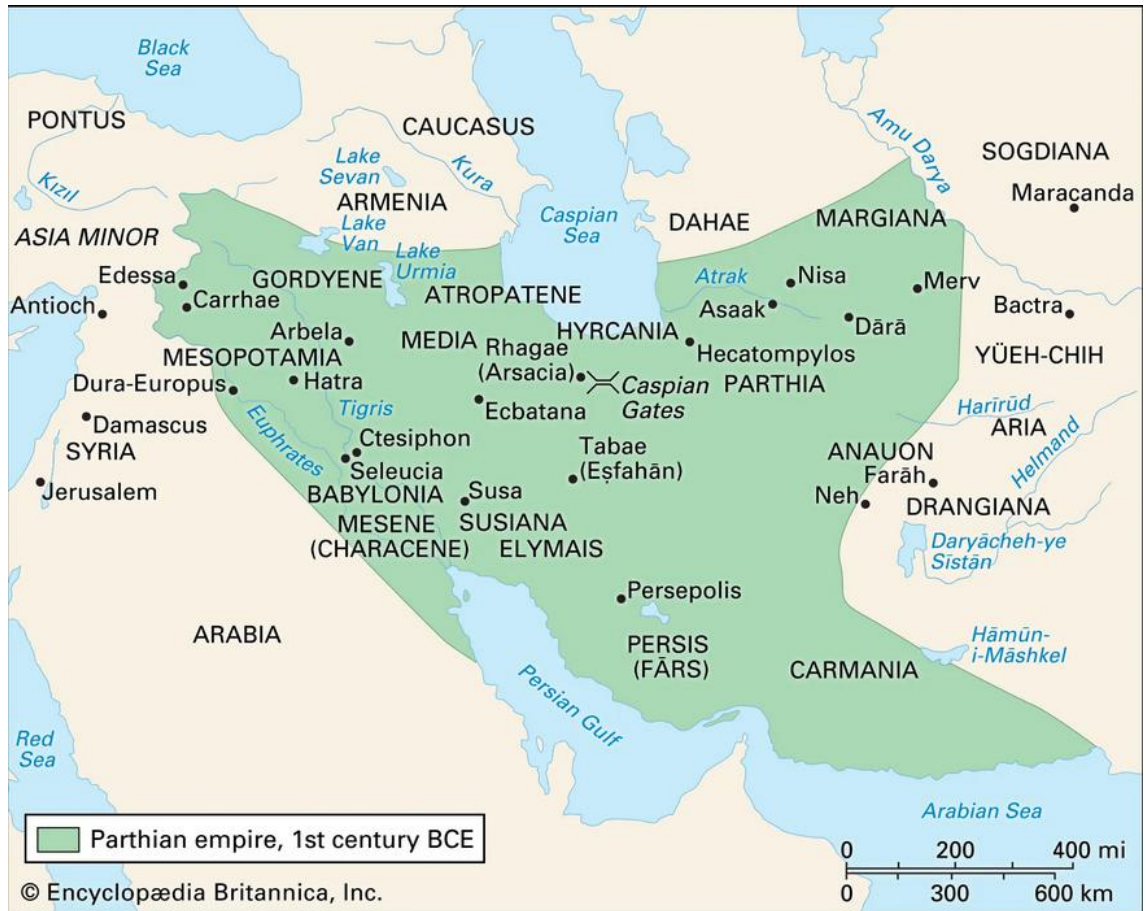 Black
Sea
PONTUS
CAUCASUS
Amu Darya
SOGDIANA
Lake
Sevan
Kura
Kızıl
Maracanda
ARMENIA
Caspian
Sea
DAHAE
MARGIANA
ASIA MINOR
Lake
Van
Lake
Urmia
Edessa
GORDYENE
Atrak
Nisa
Merv
Antioch
Carrhae
ATROPATENE
Asaak
Bactra
Arbela
MEDIA
HYRCANIA
Dārā
MESOPOTAMIA
Rhagae
(Arsacia)
Hecatompylos
YÜEH-CHIH
Dura-Europus
Hatra
Caspian
Gates
PARTHIA
Tigris
Ecbatana
Harīrūd
Damascus
Euphrates
Ctesiphon
Tabae
(Eṣfahān)
ARIA
SYRIA
Seleucia
ANAUON
Helmand
Jerusalem
BABYLONIA
Susa
Farāh
Neh
DRANGIANA
MESENE
(CHARACENE)
SUSIANA
ELYMAIS
Daryācheh-ye
Sīstān
Persepolis
ARABIA
PERSIS
(FĀRS)
CARMANIA
Hāmūn-
i-Māshkel
Persian Gulf
Red
Sea
Arabian Sea
Parthian empire, 1st century BCE
0 200 400 mi
0 300 600 km
© Encyclopædia Britannica, Inc.